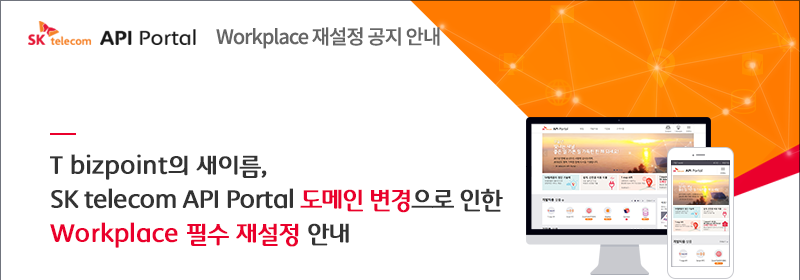 SK telecom API Portal Workplace 재설정 공지 안내
T bizpoint의 새이름,
SK telecom API Portal 도메인 변경으로 인한
Workplace 필수 재설정 안내
API Portal
API Portal